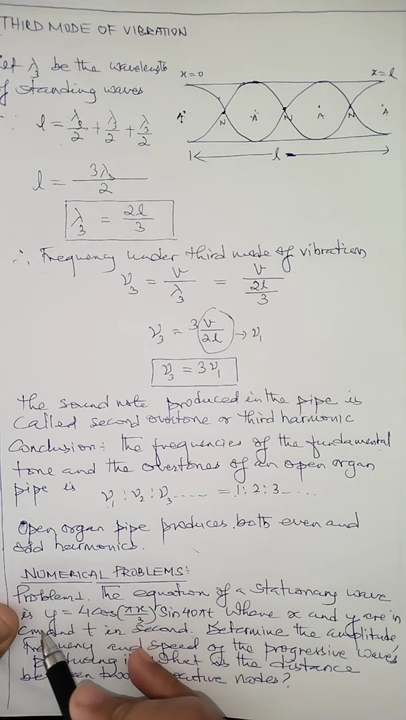 THIRD MODE OF VIBRATION
let λ₃ be the wavelength
of standing waves
x=0 x=l
A A A A
N N N
l
∴ l = λ₃/2 + λ₃/2 + λ₃/2
l = 3λ₃/2
λ₃ = 2l/3
∴ Frequency under third mode of vibration
ν₃ = v/λ₃ = v/(2l/3)
ν₃ = 3 v/2l → ν₁
ν₃ = 3ν₁
The sound note produced in the pipe is
called second overtone or third harmonic
Conclusion: The frequencies of the fundamental
tone and the overtones of an open organ
pipe is ν₁ : ν₂ : ν₃ ..... = 1 : 2 : 3 ....
Open organ pipe produces both even and
odd harmonics.
NUMERICAL PROBLEMS:
Problem 1. The equation of a stationary wave
is y = 4cos(πx/3) sin 40πt where x and y are in
cm and t in second. Determine the amplitude
frequency and speed of the progressive waves
producing it. What is the distance
between two consecutive nodes?